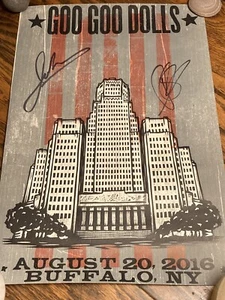 ★GOO GOO DOLLS★
AUGUST 20, 2016
BUFFALO, NY